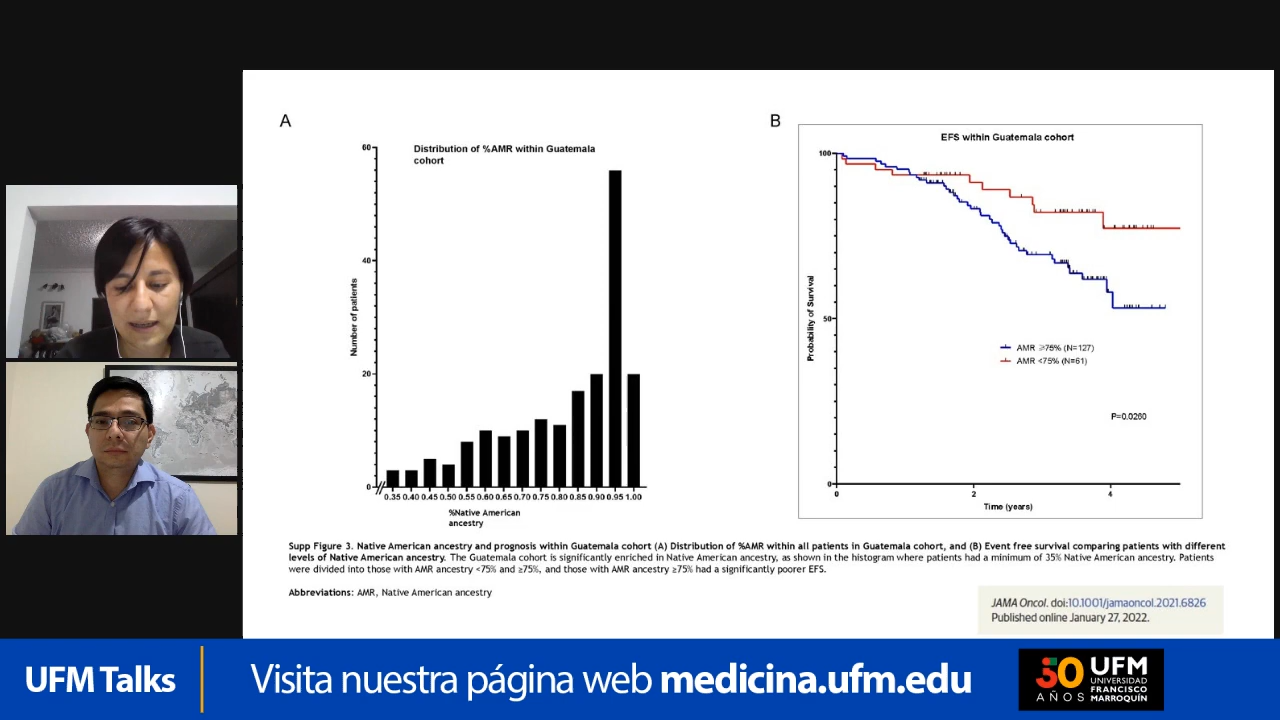 A
Distribution of %AMR within Guatemala
cohort
60
40
20
0
Number of patients
0.35 0.40 0.45 0.50 0.55 0.60 0.65 0.70 0.75 0.80 0.85 0.90 0.95 1.00
%Native American
ancestry
B
EFS within Guatemala cohort
100
50
0
Probability of Survival
AMR ≥75% (N=127)
AMR <75% (N=61)
P=0.0260
0 2 4
Time (years)
Supp Figure 3. Native American ancestry and prognosis within Guatemala cohort (A) Distribution of %AMR within all patients in Guatemala cohort, and (B) Event free survival comparing patients with different
levels of Native American ancestry. The Guatemala cohort is significantly enriched in Native American ancestry, as shown in the histogram where patients had a minimum of 35% Native American ancestry. Patients
were divided into those with AMR ancestry <75% and ≥75%, and those with AMR ancestry ≥75% had a significantly poorer EFS.
Abbreviations: AMR, Native American ancestry
JAMA Oncol. doi:10.1001/jamaoncol.2021.6826
Published online January 27, 2022.
UFM Talks
Visita nuestra página web medicina.ufm.edu
50
AÑOS
UFM
UNIVERSIDAD
FRANCISCO
MARROQUÍN